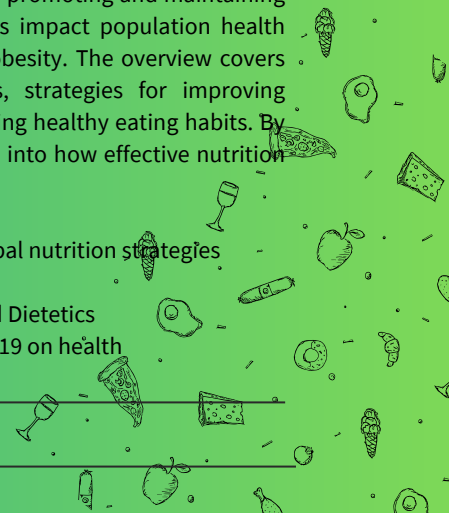 promoting and maintaining
s impact population health
besity. The overview covers
s, strategies for improving
ing healthy eating habits. By
into how effective nutrition
bal nutrition strategies
d Dietetics
19 on health